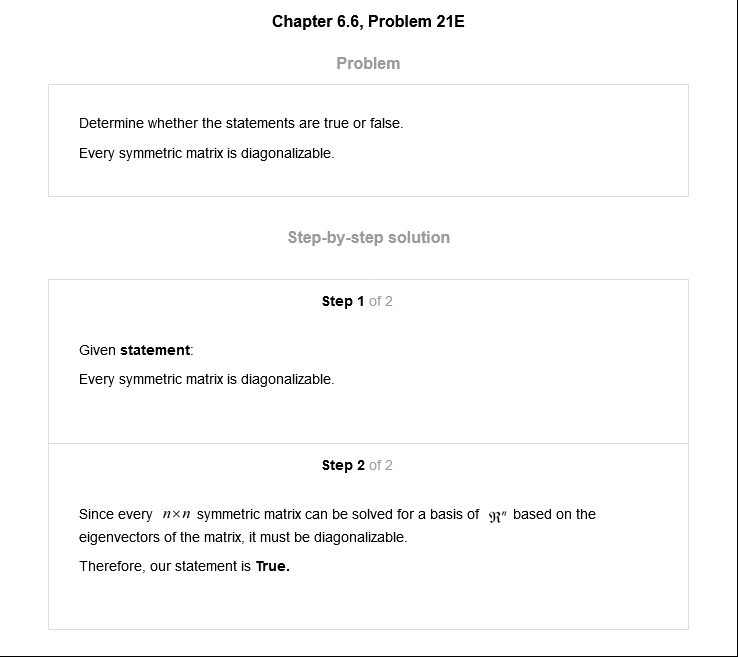 Chapter 6.6, Problem 21E
Problem
Determine whether the statements are true or false.
Every symmetric matrix is diagonalizable.
Step-by-step solution
Step 1 of 2
Given statement:
Every symmetric matrix is diagonalizable.
Step 2 of 2
Since every n×n symmetric matrix can be solved for a basis of ℜⁿ based on the
eigenvectors of the matrix, it must be diagonalizable.
Therefore, our statement is True.